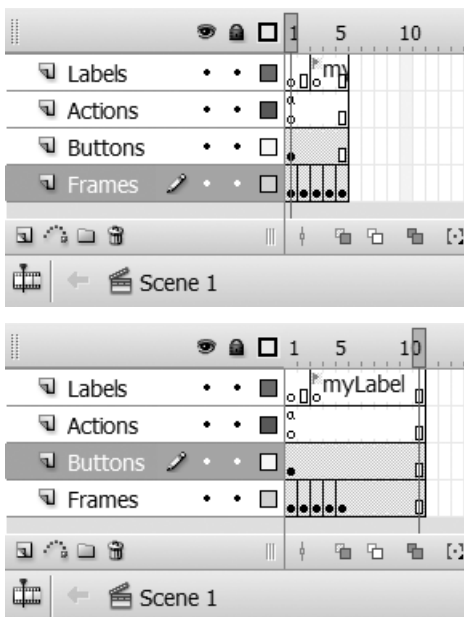 1 5 10
Labels my
Actions a
Buttons
Frames
Scene 1
1 5 10
Labels myLabel
Actions a
Buttons
Frames
Scene 1